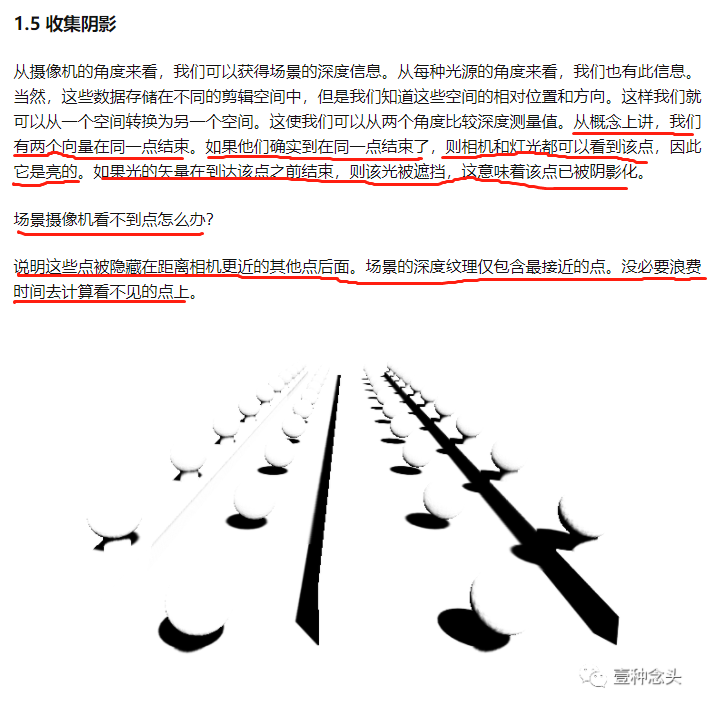 1.5 收集阴影
从摄像机的角度来看，我们可以获得场景的深度信息。从每种光源的角度来看，我们也有此信息。
当然，这些数据存储在不同的剪辑空间中，但是我们知道这些空间的相对位置和方向。这样我们就
可以从一个空间转换为另一个空间。这使我们可以从两个角度比较深度测量值。从概念上讲，我们
有两个向量在同一点结束。如果他们确实到在同一点结束了，则相机和灯光都可以看到该点，因此
它是亮的。如果光的矢量在到达该点之前结束，则该光被遮挡，这意味着该点已被阴影化。
场景摄像机看不到点怎么办？
说明这些点被隐藏在距离相机更近的其他点后面。场景的深度纹理仅包含最接近的点。没必要浪费
时间去计算看不见的点上。
壹种念头